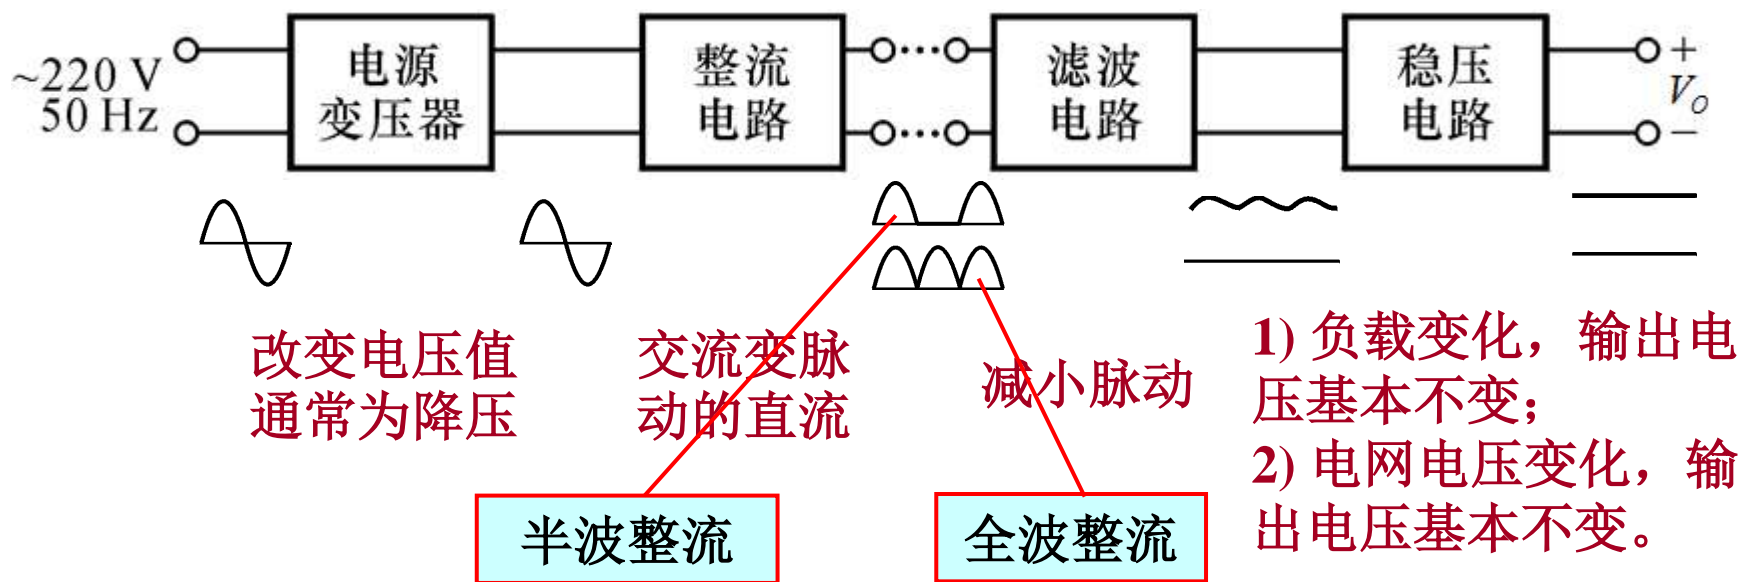 ~220 V
50 Hz
电源
变压器
整流
电路
滤波
电路
稳压
电路
+
V_O
−
改变电压值
通常为降压
交流变脉
动的直流
减小脉动
1) 负载变化，输出电
压基本不变；
2) 电网电压变化，输
出电压基本不变。
半波整流
全波整流